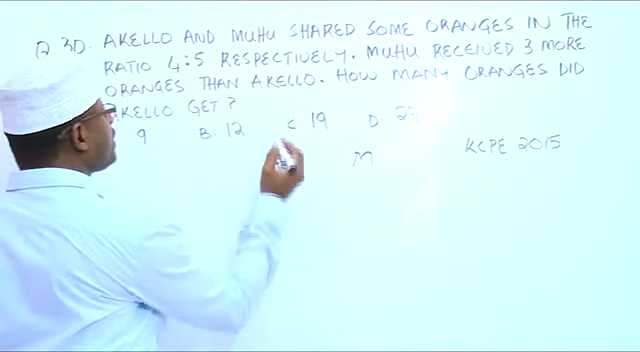 Q 30. AKELLO AND MUHU SHARED SOME ORANGES IN THE
RATIO 4:5 RESPECTIVELY. MUHU RECEIVED 3 MORE
ORANGES THAN AKELLO. HOW MANY ORANGES DID
AKELLO GET?
9 B. 12 C 19 D
M KCPE 2015